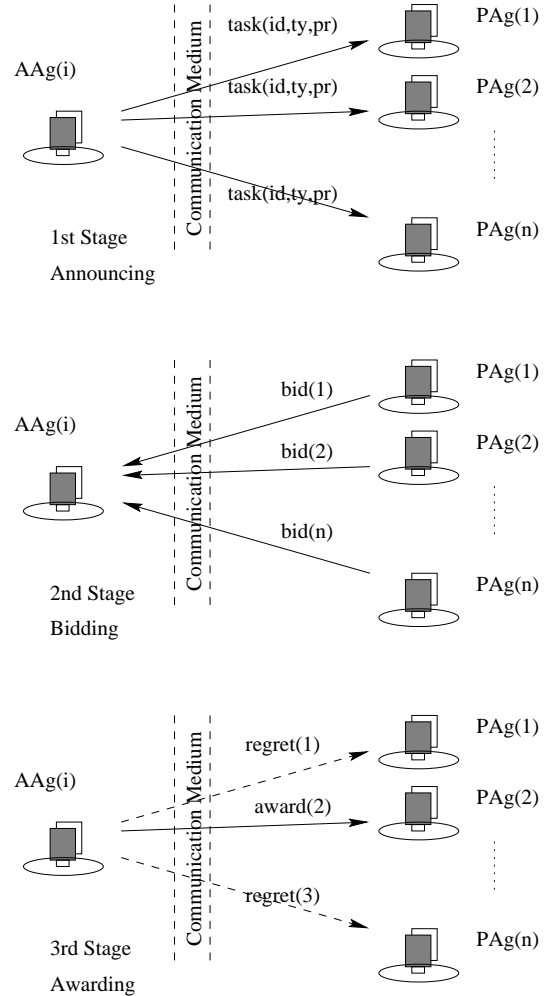 task(id,ty,pr)
PAg(1)
AAg(i)
task(id,ty,pr)
PAg(2)
Communication Medium
task(id,ty,pr)
PAg(n)
1st Stage
Announcing
PAg(1)
bid(1)
AAg(i)
PAg(2)
bid(2)
Communication Medium
bid(n)
PAg(n)
2nd Stage
Bidding
PAg(1)
regret(1)
AAg(i)
PAg(2)
award(2)
Communication Medium
regret(3)
PAg(n)
3rd Stage
Awarding